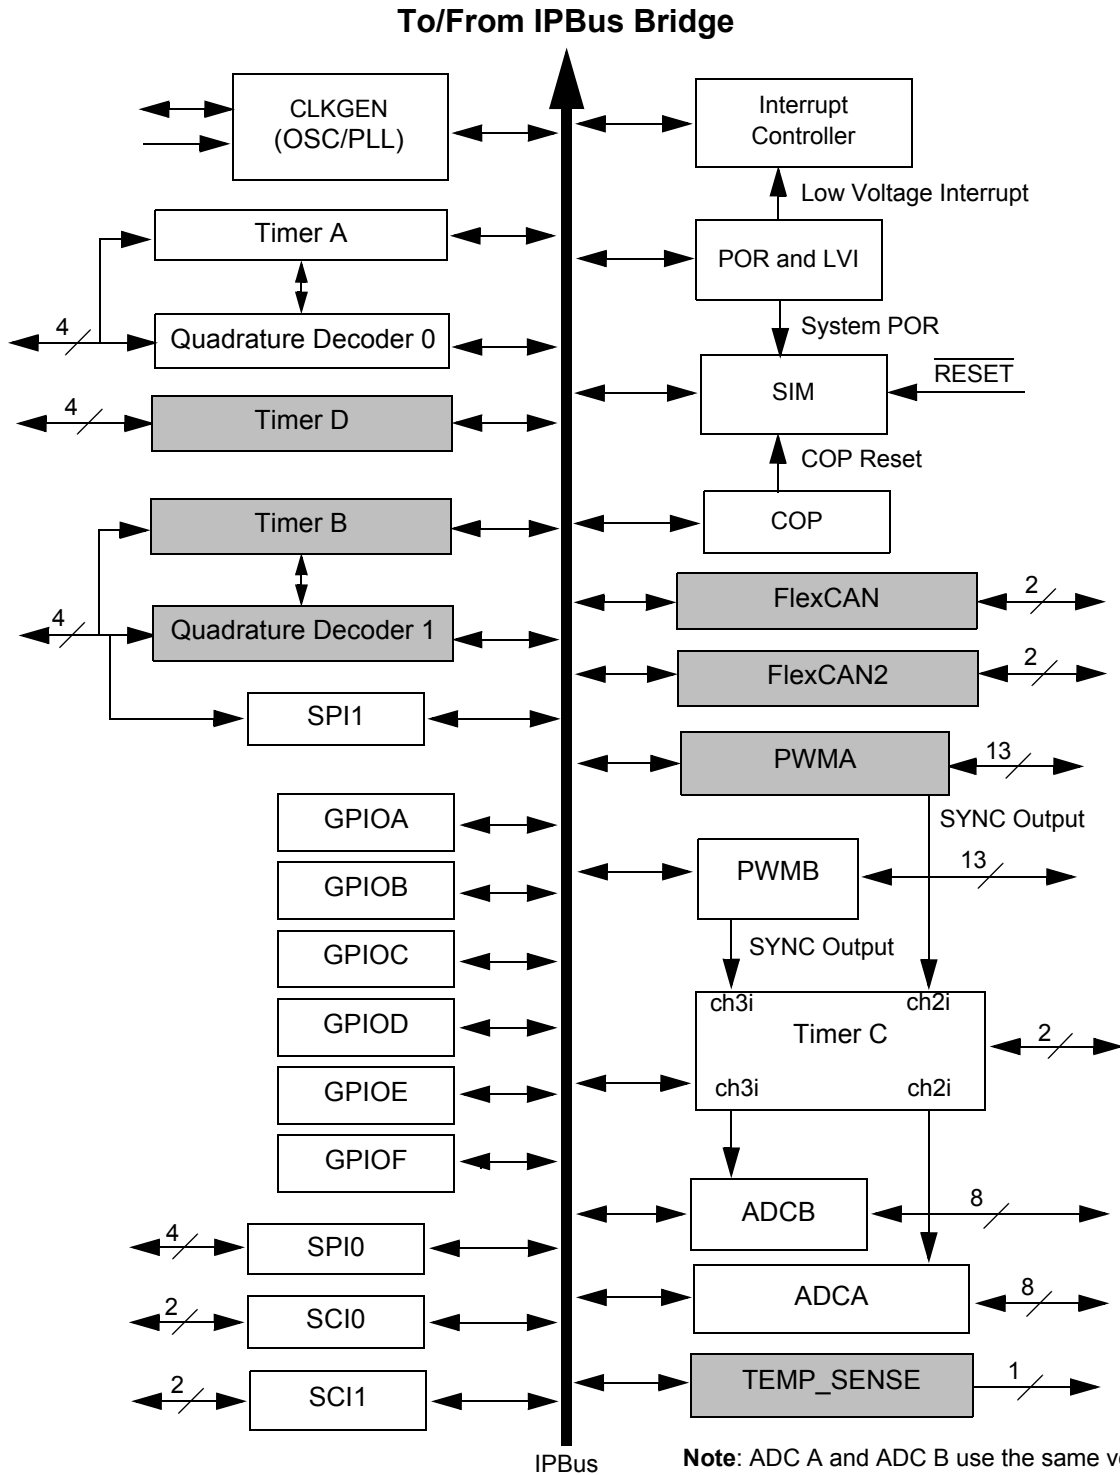 To/From IPBus Bridge
CLKGEN
(OSC/PLL)
Timer A
4
Quadrature Decoder 0
4
Timer D
Timer B
4
Quadrature Decoder 1
SPI1
GPIOA
GPIOB
GPIOC
GPIOD
GPIOE
GPIOF
4
SPI0
2
SCI0
2
SCI1
IPBus
Interrupt
Controller
Low Voltage Interrupt
POR and LVI
System POR
SIM
RESET
COP Reset
COP
FlexCAN
2
FlexCAN2
2
PWMA
13
SYNC Output
PWMB
13
SYNC Output
ch3i
ch2i
Timer C
2
ch3i
ch2i
ADCB
8
ADCA
8
TEMP_SENSE
1
Note: ADC A and ADC B use the same